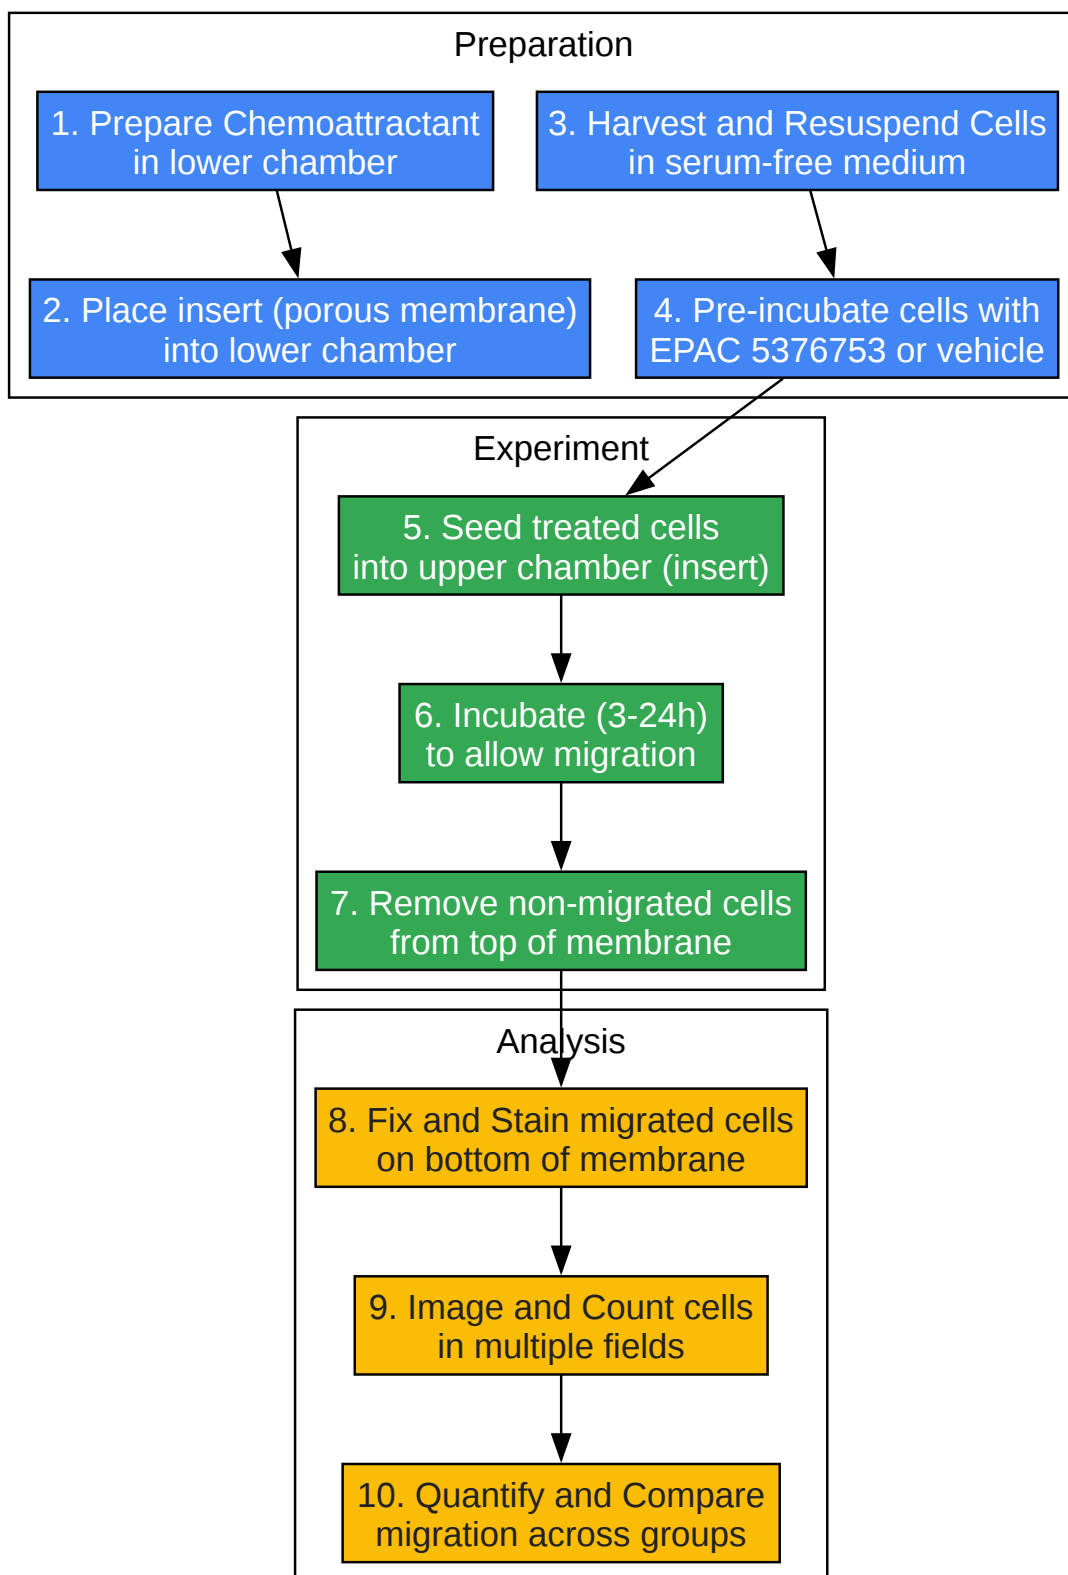 Preparation
1. Prepare Chemoattractant
in lower chamber
3. Harvest and Resuspend Cells
in serum-free medium
2. Place insert (porous membrane)
into lower chamber
4. Pre-incubate cells with
EPAC 5376753 or vehicle
Experiment
5. Seed treated cells
into upper chamber (insert)
6. Incubate (3-24h)
to allow migration
7. Remove non-migrated cells
from top of membrane
Analysis
8. Fix and Stain migrated cells
on bottom of membrane
9. Image and Count cells
in multiple fields
10. Quantify and Compare
migration across groups